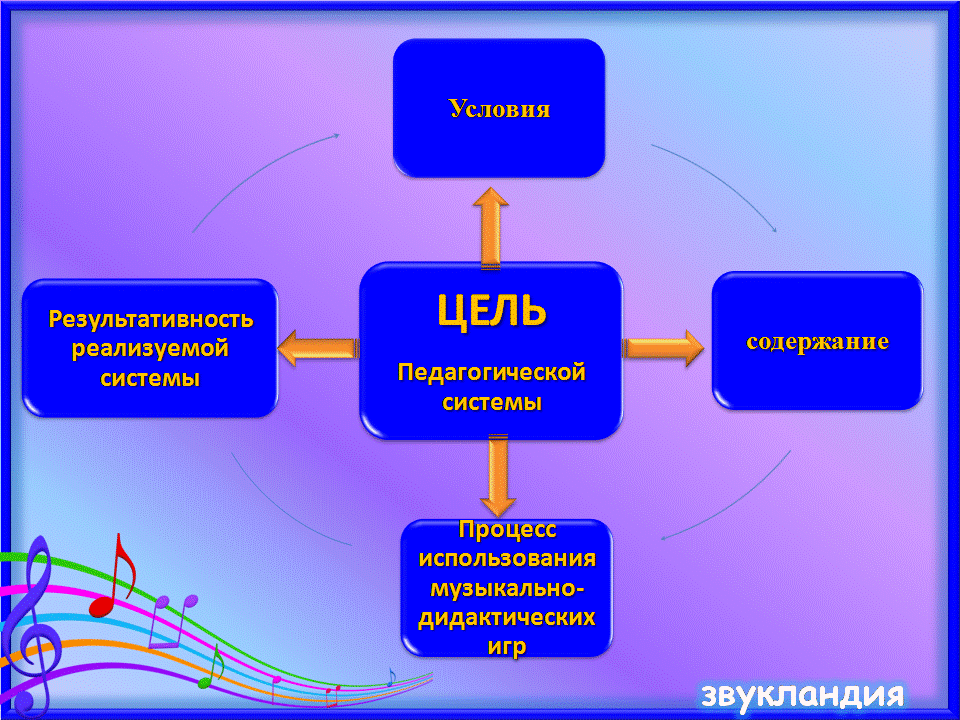 Условия
Результативность
реализуемой
системы
ЦЕЛЬ
Педагогической
системы
содержание
Процесс
использования
музыкально-
дидактических
игр
звукландия